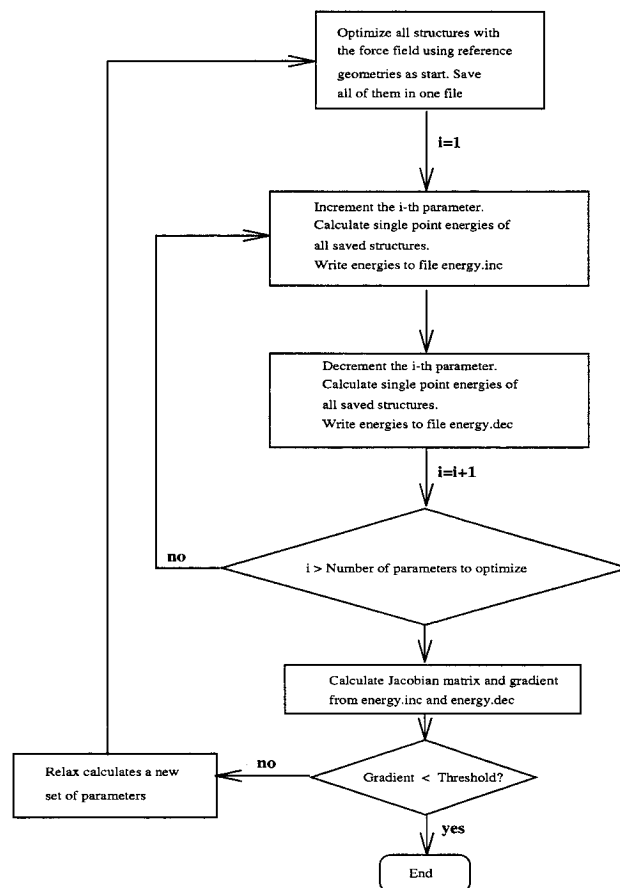 Optimize all structures with
the force field using reference
geometries as start. Save
all of them in one file
i=1
Increment the i-th parameter.
Calculate single point energies of
all saved structures.
Write energies to file energy.inc
Decrement the i-th parameter.
Calculate single point energies of
all saved structures.
Write energies to file energy.dec
i=i+1
no
i > Number of parameters to optimize
Calculate Jacobian matrix and gradient
from energy.inc and energy.dec
no
Gradient < Threshold?
Relax calculates a new
set of parameters
yes
End